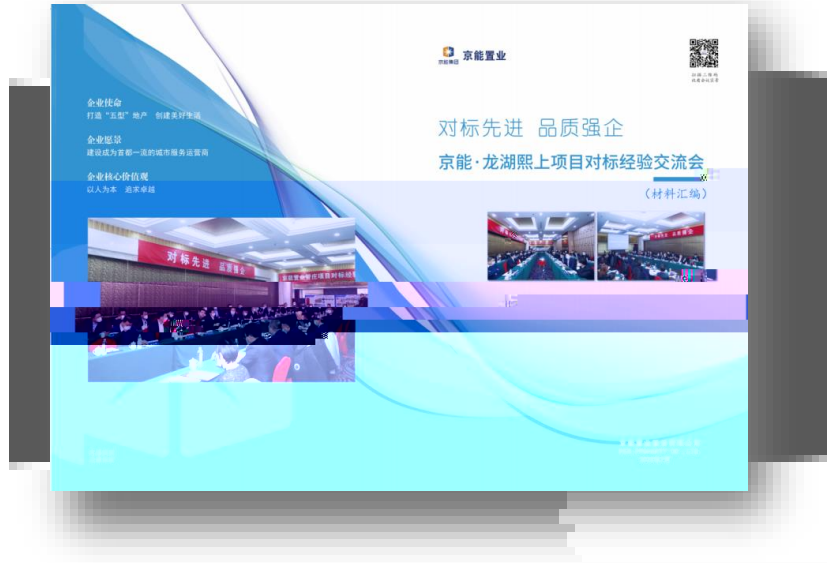 企业使命
打造“五型”地产 创建美好生活
企业愿景
建设成为首都一流的城市服务运营商
企业核心价值观
以人为本 追求卓越
对标先进 品质强企
京能集团
京能置业
对标先进 品质强企
京能·龙湖熙上项目对标经验交流会
（材料汇编）